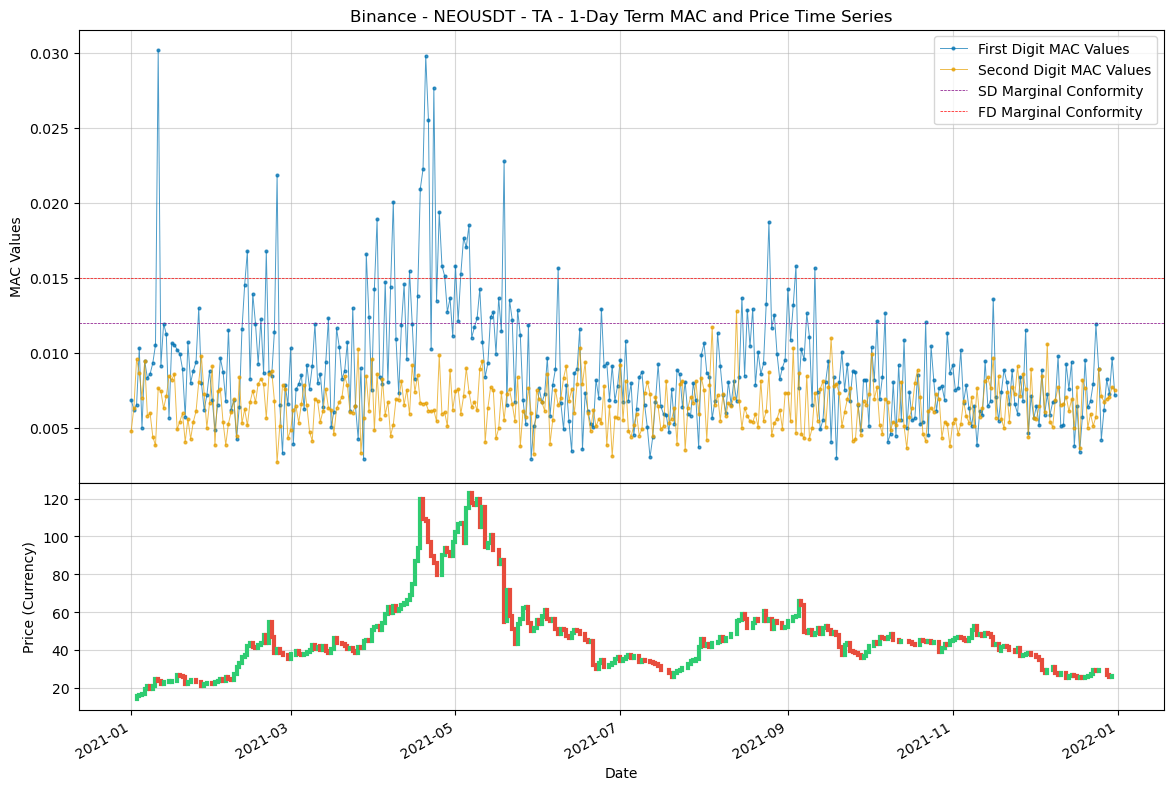 Binance - NEOUSDT - TA - 1-Day Term MAC and Price Time Series
First Digit MAC Values
Second Digit MAC Values
SD Marginal Conformity
FD Marginal Conformity
MAC Values
0.030
0.025
0.020
0.015
0.010
0.005
Price (Currency)
120
100
80
60
40
20
2021-01
2021-03
2021-05
2021-07
2021-09
2021-11
2022-01
Date